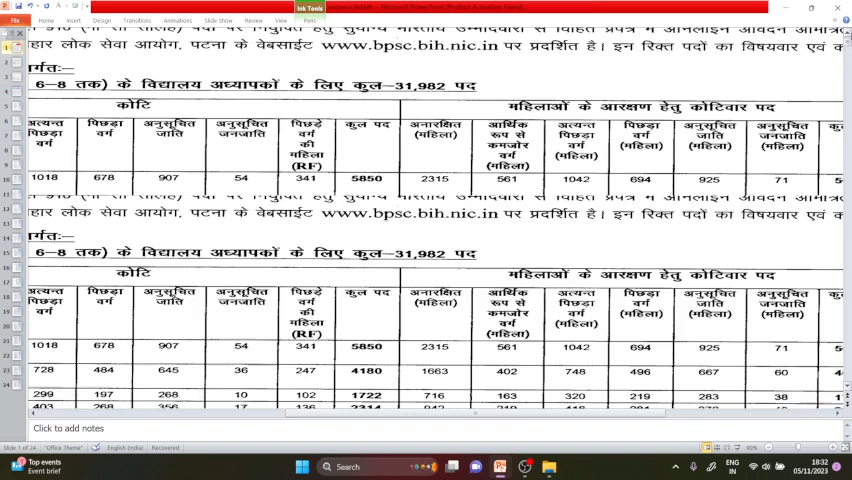 Ink Tools
vacancy details - Microsoft PowerPoint (Product Activation Failed)
File Home Insert Design Transitions Animations Slide Show Review View Pens
हार लोक सेवा आयोग, पटना के वेबसाईट www.bpsc.bih.nic.in पर प्रदर्शित है। इन रिक्त पदों का विषयवार एवं
र्गतः–
6–8 तक) के विद्यालय अध्यापकों के लिए कुल–31,982 पद
कोटि महिलाओं के आरक्षण हेतु कोटिवार पद
अत्यन्त पिछड़ा वर्ग पिछड़ा वर्ग अनुसूचित जाति अनुसूचित जनजाति पिछड़े वर्ग की महिला (RF) कुल पद अनारक्षित (महिला) आर्थिक रूप से कमजोर वर्ग (महिला) अत्यन्त पिछड़ा वर्ग (महिला) पिछड़ा वर्ग (महिला) अनुसूचित जाति (महिला) अनुसूचित जनजाति (महिला)
1018 678 907 54 341 5850 2315 561 1042 694 925 71
हार लोक सेवा आयोग, पटना के वेबसाईट www.bpsc.bih.nic.in पर प्रदर्शित है। इन रिक्त पदों का विषयवार एवं
र्गतः–
6–8 तक) के विद्यालय अध्यापकों के लिए कुल–31,982 पद
कोटि महिलाओं के आरक्षण हेतु कोटिवार पद
अत्यन्त पिछड़ा वर्ग पिछड़ा वर्ग अनुसूचित जाति अनुसूचित जनजाति पिछड़े वर्ग की महिला (RF) कुल पद अनारक्षित (महिला) आर्थिक रूप से कमजोर वर्ग (महिला) अत्यन्त पिछड़ा वर्ग (महिला) पिछड़ा वर्ग (महिला) अनुसूचित जाति (महिला) अनुसूचित जनजाति (महिला)
1018 678 907 54 341 5850 2315 561 1042 694 925 71
728 484 645 36 247 4180 1663 402 748 496 667 60
299 197 268 10 102 1722 716 163 320 219 283 38
Click to add notes
Slide 1 of 24 "Office Theme" English (India) Recovered 90%
Top events
Event brief
Search
ENG
IN
18:32
05/11/2023